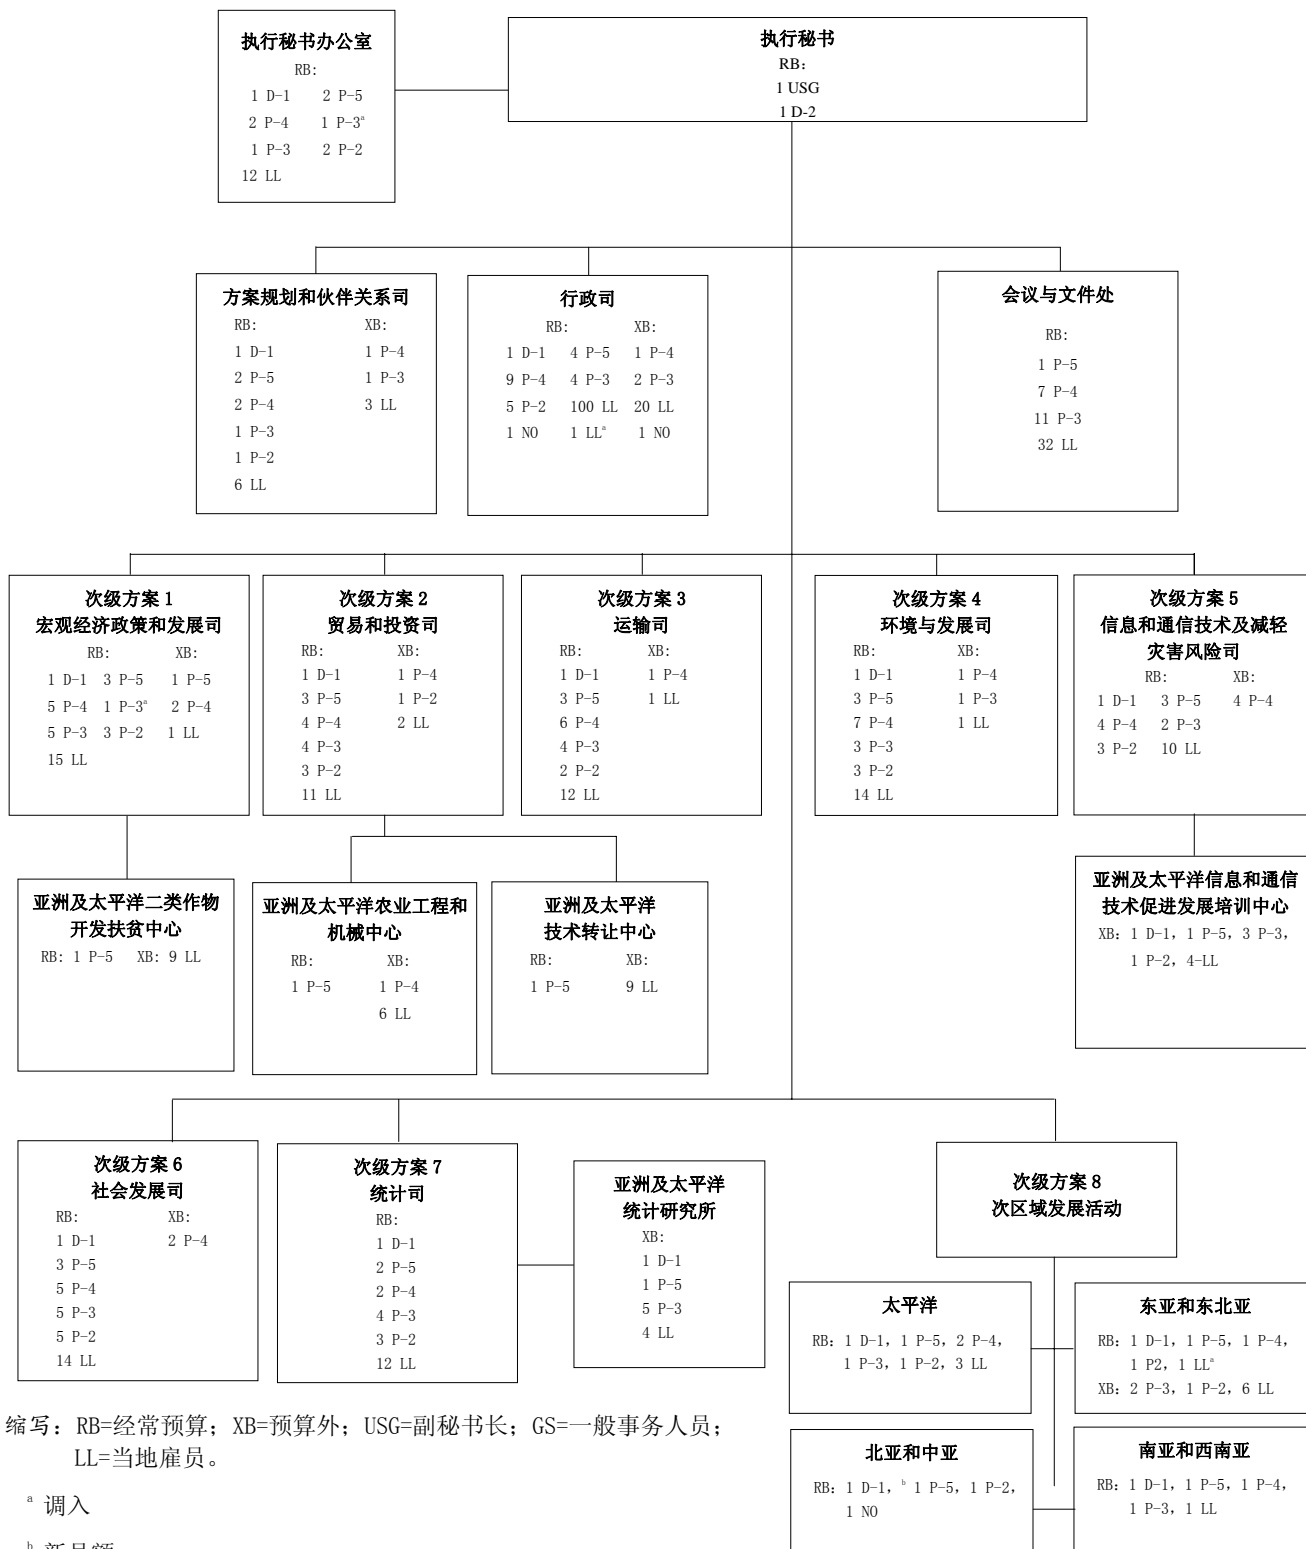 执行秘书办公室
RB:
1 D-1 2 P-5
2 P-4 1 P-3ª
1 P-3 2 P-2
12 LL
执行秘书
RB:
1 USG
1 D-2
方案规划和伙伴关系司
RB: XB:
1 D-1 1 P-4
2 P-5 1 P-3
2 P-4 3 LL
1 P-3
1 P-2
6 LL
行政司
RB: XB:
1 D-1 4 P-5 1 P-4
9 P-4 4 P-3 2 P-3
5 P-2 100 LL 20 LL
1 NO 1 LLª 1 NO
会议与文件处
RB:
1 P-5
7 P-4
11 P-3
32 LL
次级方案 1
宏观经济政策和发展司
RB: XB:
1 D-1 3 P-5 1 P-5
5 P-4 1 P-3ª 2 P-4
5 P-3 3 P-2 1 LL
15 LL
次级方案 2
贸易和投资司
RB: XB:
1 D-1 1 P-4
3 P-5 1 P-2
4 P-4 2 LL
4 P-3
3 P-2
11 LL
次级方案 3
运输司
RB: XB:
1 D-1 1 P-4
3 P-5 1 LL
6 P-4
4 P-3
2 P-2
12 LL
次级方案 4
环境与发展司
RB: XB:
1 D-1 1 P-4
3 P-5 1 P-3
7 P-4 1 LL
3 P-3
3 P-2
14 LL
次级方案 5
信息和通信技术及减轻
灾害风险司
RB: XB:
1 D-1 3 P-5 4 P-4
4 P-4 2 P-3
3 P-2 10 LL
亚洲及太平洋二类作物
开发扶贫中心
RB: 1 P-5 XB: 9 LL
亚洲及太平洋农业工程和
机械中心
RB: XB:
1 P-5 1 P-4
6 LL
亚洲及太平洋
技术转让中心
RB: XB:
1 P-5 9 LL
亚洲及太平洋信息和通信
技术促进发展培训中心
XB: 1 D-1, 1 P-5, 3 P-3,
1 P-2, 4-LL
次级方案 6
社会发展司
RB: XB:
1 D-1 2 P-4
3 P-5
5 P-4
5 P-3
5 P-2
14 LL
次级方案 7
统计司
RB:
1 D-1
2 P-5
2 P-4
4 P-3
3 P-2
12 LL
亚洲及太平洋
统计研究所
XB:
1 D-1
1 P-5
5 P-3
4 LL
次级方案 8
次区域发展活动
太平洋
RB: 1 D-1, 1 P-5, 2 P-4,
1 P-3, 1 P-2, 3 LL
东亚和东北亚
RB: 1 D-1, 1 P-5, 1 P-4,
1 P2, 1 LLª
XB: 2 P-3, 1 P-2, 6 LL
北亚和中亚
RB: 1 D-1, ᵇ 1 P-5, 1 P-2,
1 NO
南亚和西南亚
RB: 1 D-1, 1 P-5, 1 P-4,
1 P-3, 1 LL
缩写：RB=经常预算；XB=预算外；USG=副秘书长；GS=一般事务人员；
LL=当地雇员。
ª 调入